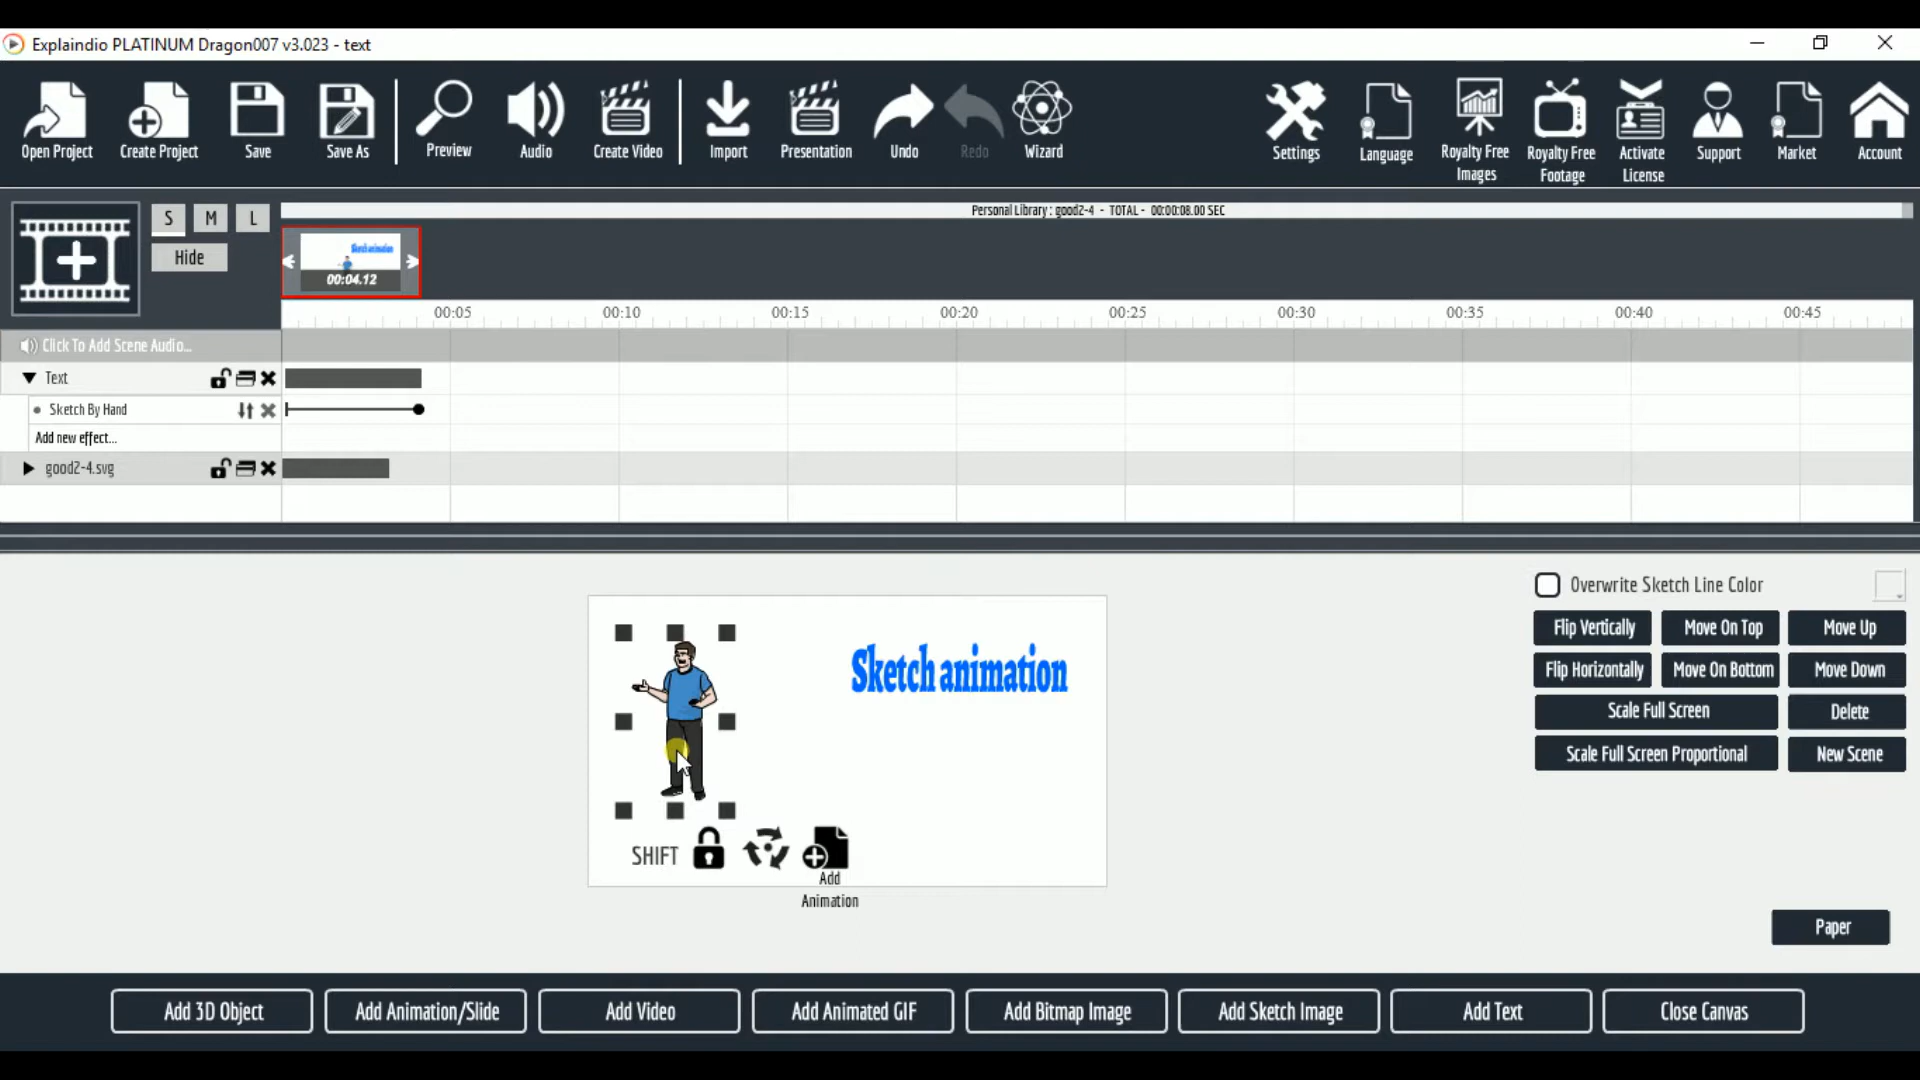 Explaindio PLATINUM Dragon007 v3.023 - text
Open Project
Create Project
Save
Save As
Preview
Audio
Create Video
Import
Presentation
Undo
Redo
Wizard
Settings
Language
Royalty Free
Images
Royalty Free
Footage
Activate
License
Support
Market
Account
S M L
Hide
Personal Library : good2-4 - TOTAL - 00:00:08.00 SEC
Sketch animation
00:04.12
00:05 00:10 00:15 00:20 00:25 00:30 00:35 00:40 00:45
Click To Add Scene Audio...
Text
Sketch By Hand
Add new effect...
good2-4.svg
Sketch animation
SHIFT
Add
Animation
Overwrite Sketch Line Color
Flip Vertically Move On Top Move Up
Flip Horizontally Move On Bottom Move Down
Scale Full Screen Delete
Scale Full Screen Proportional New Scene
Paper
Add 3D Object Add Animation/Slide Add Video Add Animated GIF Add Bitmap Image Add Sketch Image Add Text Close Canvas